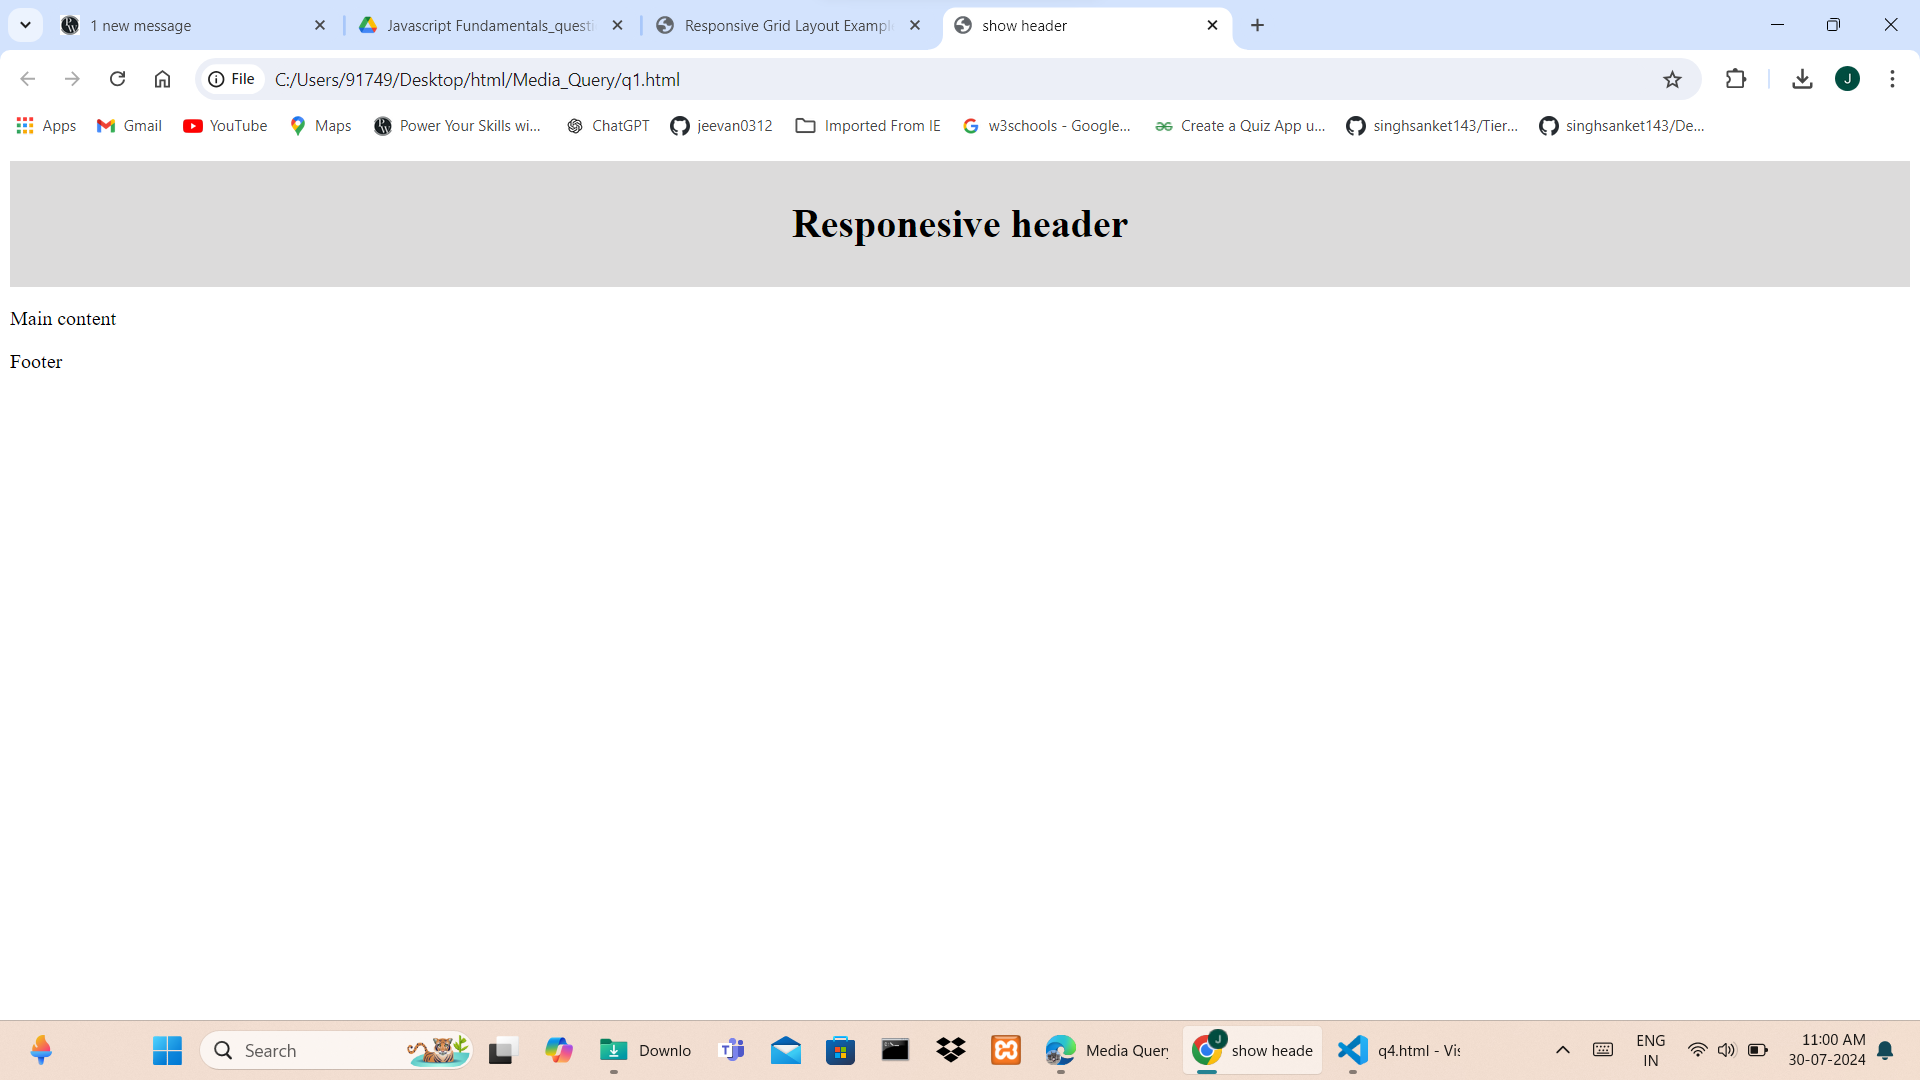 1 new message
Javascript Fundamentals_questi
Responsive Grid Layout Exampl
show header
File
C:/Users/91749/Desktop/html/Media_Query/q1.html
J
Apps
Gmail
YouTube
Maps
Power Your Skills wi...
ChatGPT
jeevan0312
Imported From IE
w3schools - Google...
Create a Quiz App u...
singhsanket143/Tier...
singhsanket143/De...
Responesive header
Main content
Footer
Search
Downlo
Media Query
J
show heade
q4.html - Vis
ENG
IN
11:00 AM
30-07-2024